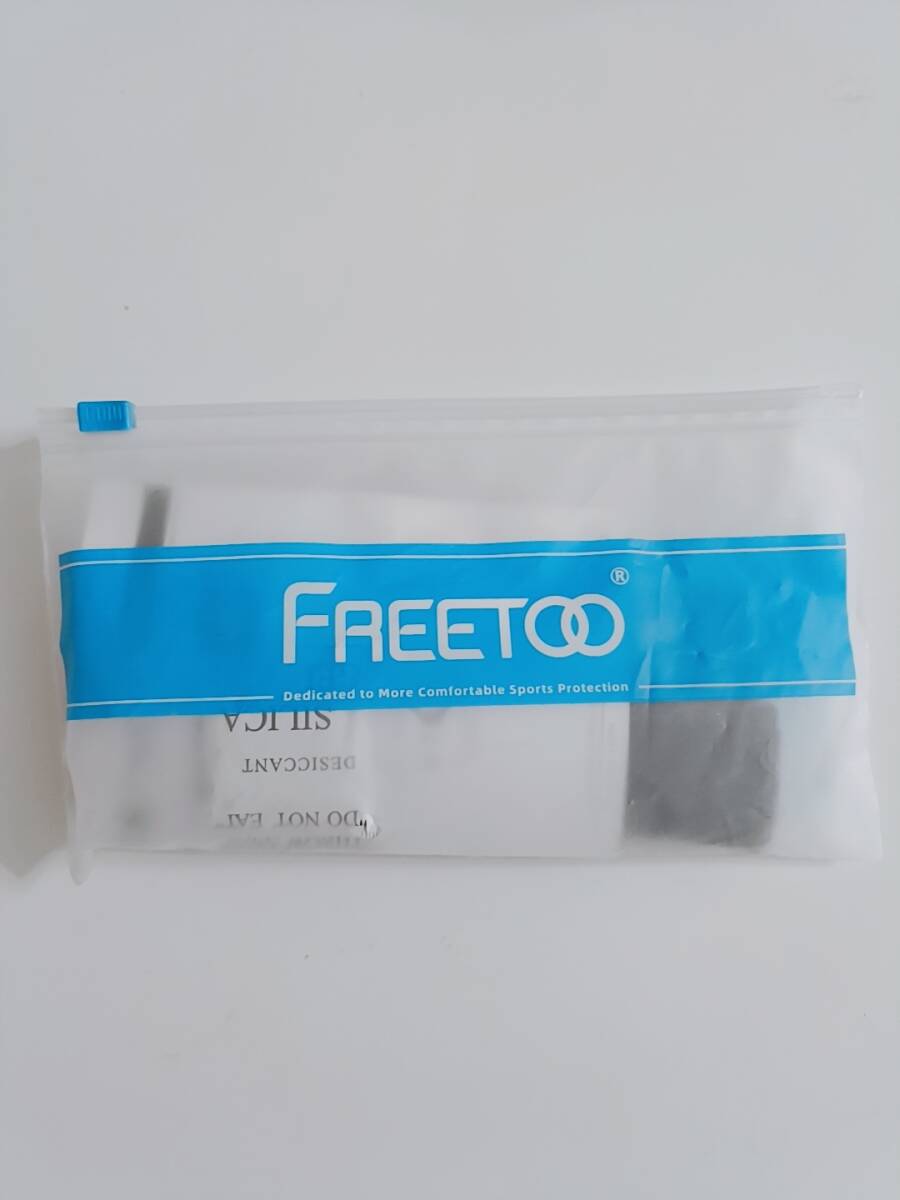 FREETOO®
Dedicated to More Comfortable Sports Protection
SILICA
DESICCANT
DO NOT EAT